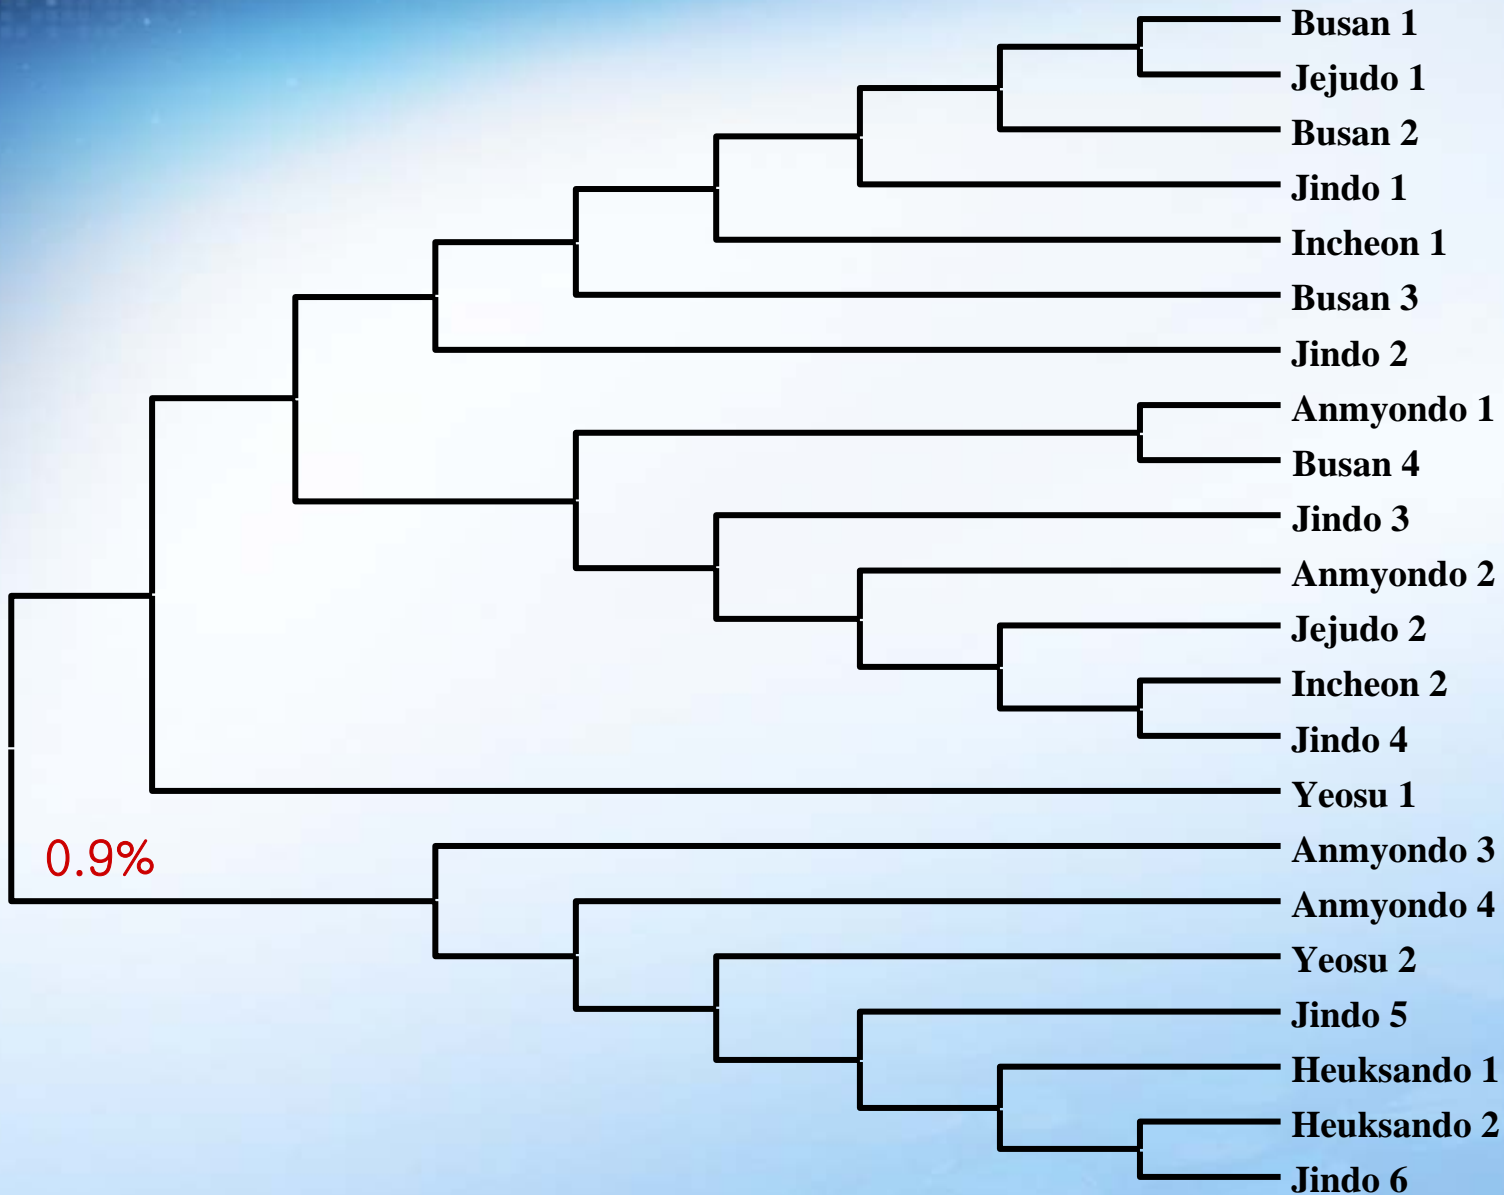 Busan 1
Jejudo 1
Busan 2
Jindo 1
Incheon 1
Busan 3
Jindo 2
Anmyondo 1
Busan 4
Jindo 3
Anmyondo 2
Jejudo 2
Incheon 2
Jindo 4
Yeosu 1
0.9%
Anmyondo 3
Anmyondo 4
Yeosu 2
Jindo 5
Heuksando 1
Heuksando 2
Jindo 6